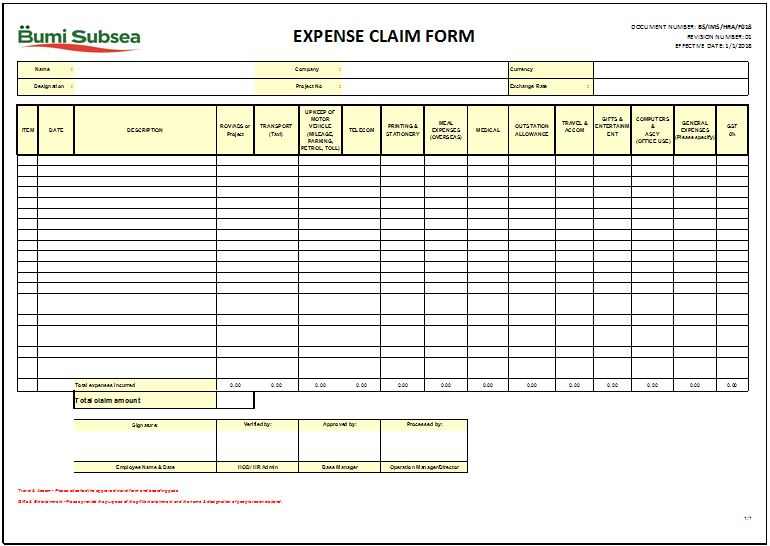 Bumi Subsea
EXPENSE CLAIM FORM
DOCUMENT NUMBER: BS/IMS/HRA/F018
REVISION NUMBER: 01
EFFECTIVE DATE: 1/1/2018
Name : Company : Currency
Designation : Project No : Exchange Rate :
ITEM
DATE
DESCRIPTION
ROV/ADS or
Project
TRANSPORT
(Taxi)
UPKEEP OF
MOTOR
VEHICLE
(MILEAGE,
PARKING,
PETROL, TOLL)
TELECOM
PRINTING &
STATIONERY
MEAL
EXPENSES
(OVERSEAS)
MEDICAL
OUTSTATION
ALLOWANCE
TRAVEL &
ACCOM
GIFTS &
ENTERTAINM
ENT
COMPUTERS
&
ASCY
(OFFICE USE)
GENERAL
EXPENSES
(Please specify)
GST
0%
Total expenses incurred 0.00 0.00 0.00 0.00 0.00 0.00 0.00 0.00 0.00 0.00 0.00 0.00 0.00
Total claim amount
Signature: Verified by: Approved by: Processed by:
Employee Name & Date HOD/ HR Admin Base Manager Operation Manager/Director
Travel & Accom - Please attached the approved travel form and boarding pass
Gifts & Entertainment - Please provide the purpose of the gift/entertainment and the name & designation of
1/1